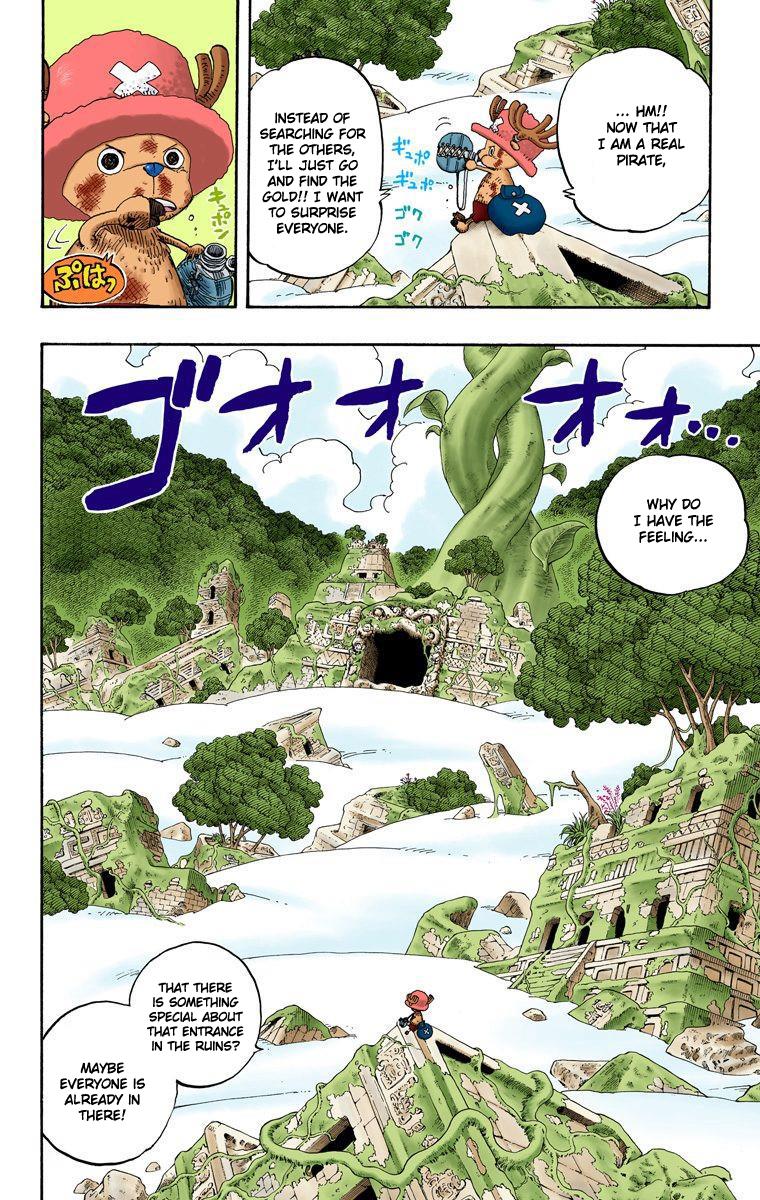 ... HM!!
NOW THAT
I AM A REAL
PIRATE,
INSTEAD OF
SEARCHING FOR
THE OTHERS,
I'LL JUST GO
AND FIND THE
GOLD!! I WANT
TO SURPRISE
EVERYONE.
ギュポ
ギュポ
ゴク
ゴク
キュポン
ぷはっ
ゴオオオオオ...
WHY DO
I HAVE THE
FEELING...
THAT THERE
IS SOMETHING
SPECIAL ABOUT
THAT ENTRANCE
IN THE RUINS?
MAYBE
EVERYONE IS
ALREADY IN
THERE!